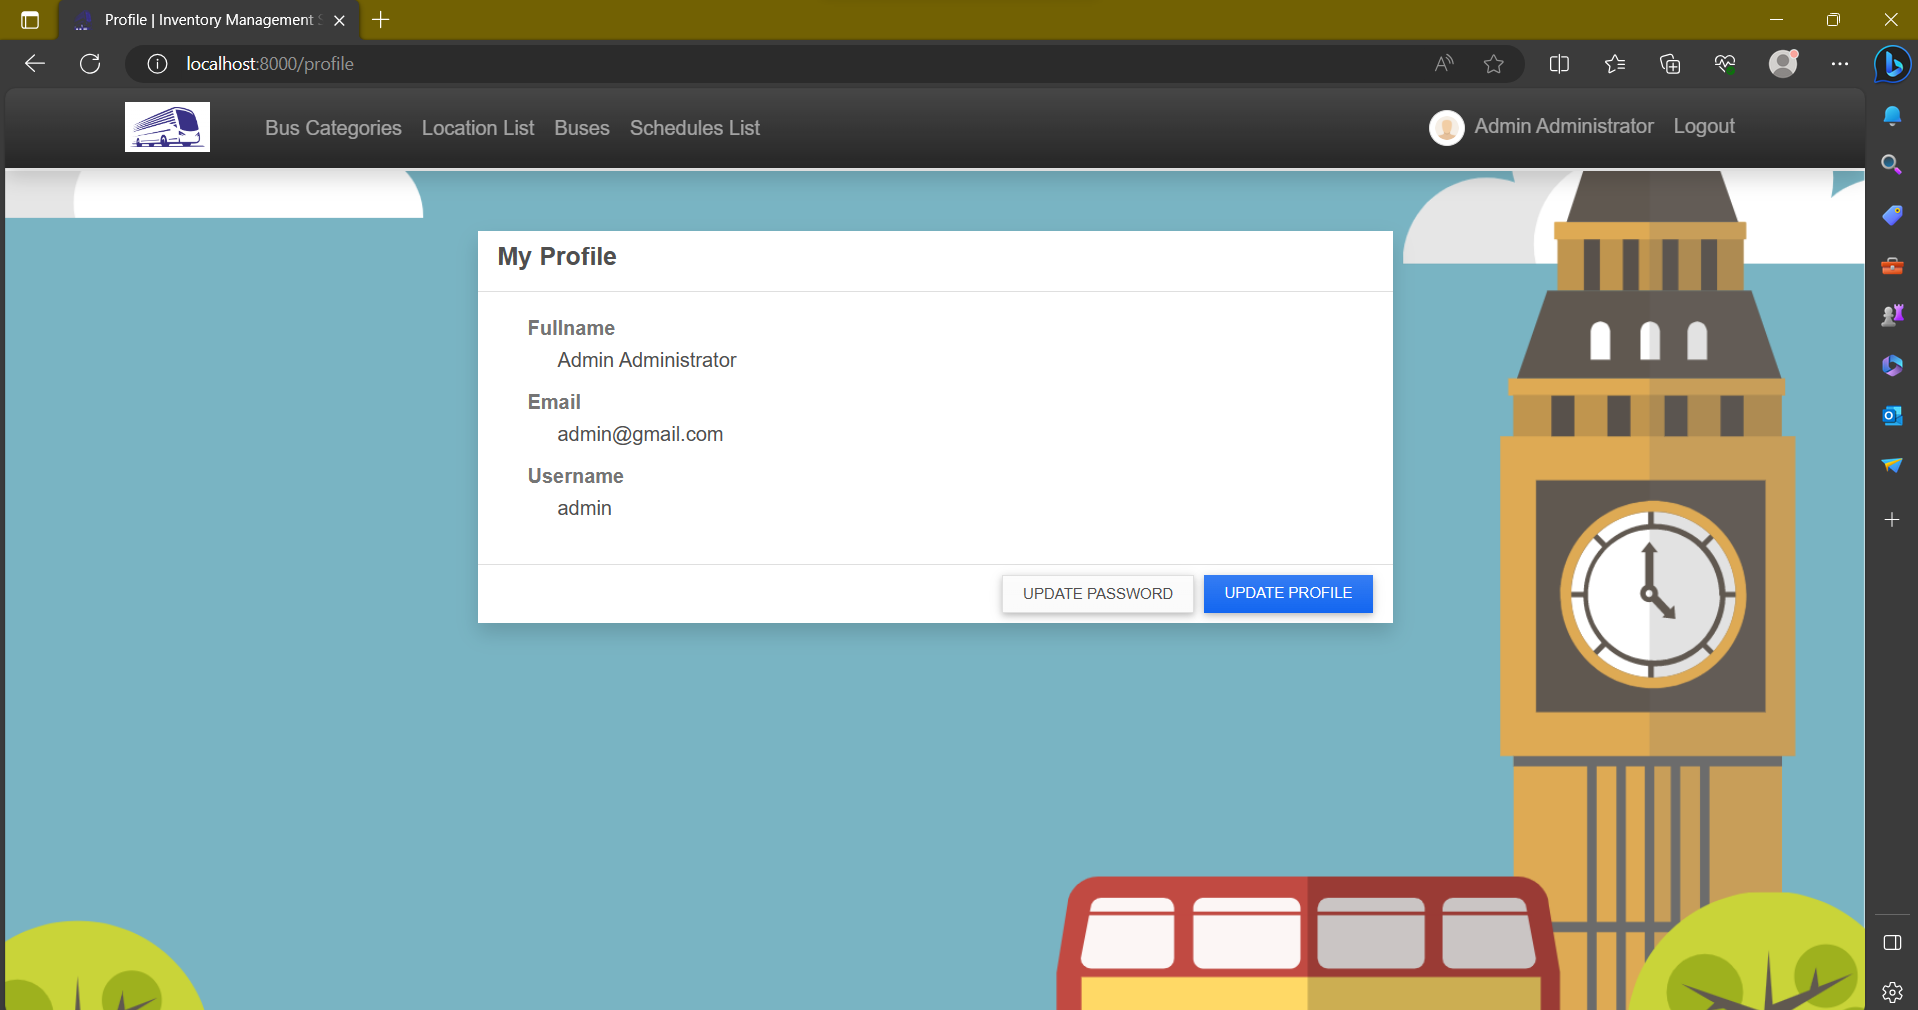 Profile | Inventory Management S
localhost:8000/profile
Bus Categories Location List Buses Schedules List
Admin Administrator Logout
My Profile
Fullname
Admin Administrator
Email
admin@gmail.com
Username
admin
UPDATE PASSWORD UPDATE PROFILE